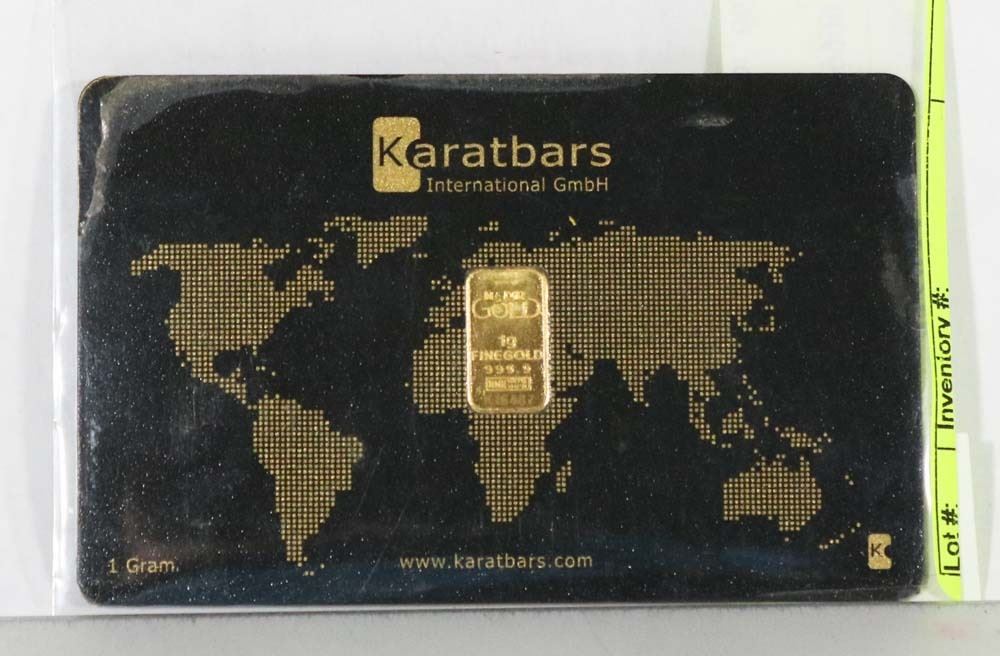 Karatbars
International GmbH
GOLD
1g
FINEGOLD
999.9
1 Gram
www.karatbars.com
K
Lot #:
Inventory #: